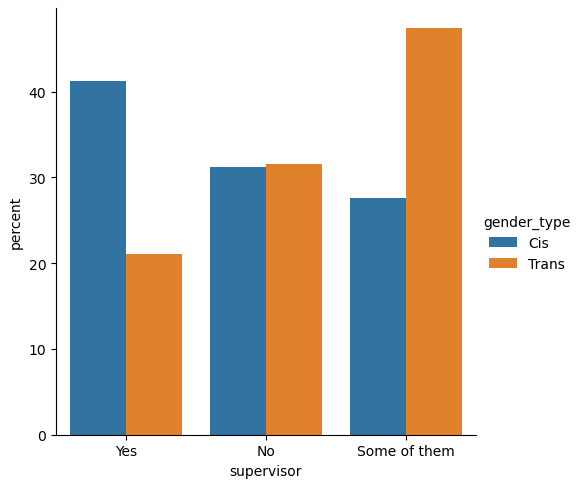 percent
40
30
20
10
0
Yes No Some of them
supervisor
gender_type
Cis
Trans